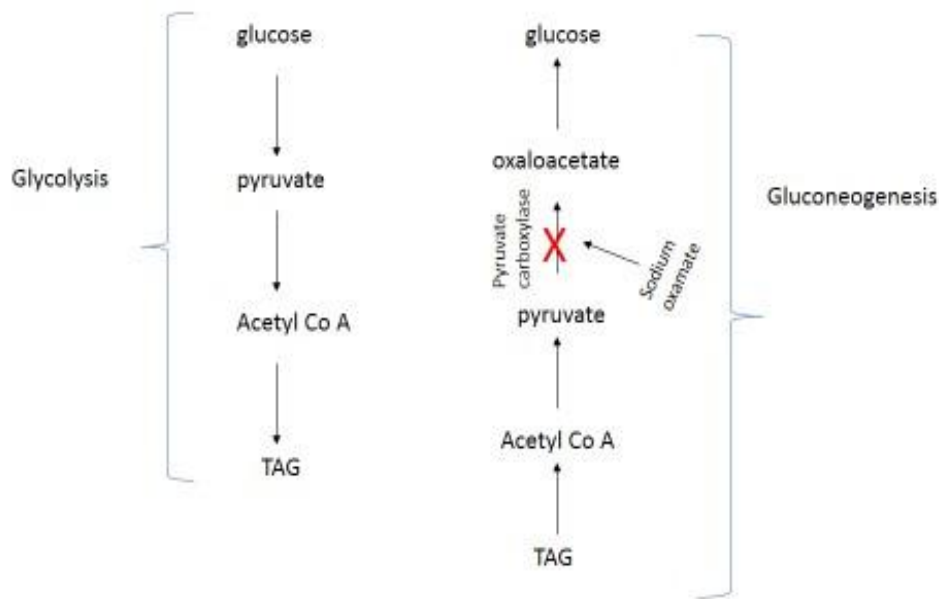 Glycolysis
glucose
pyruvate
Acetyl Co A
TAG
glucose
oxaloacetate
Pyruvate
carboxylase
X
Sodium
oxamate
pyruvate
Acetyl Co A
TAG
Gluconeogenesis